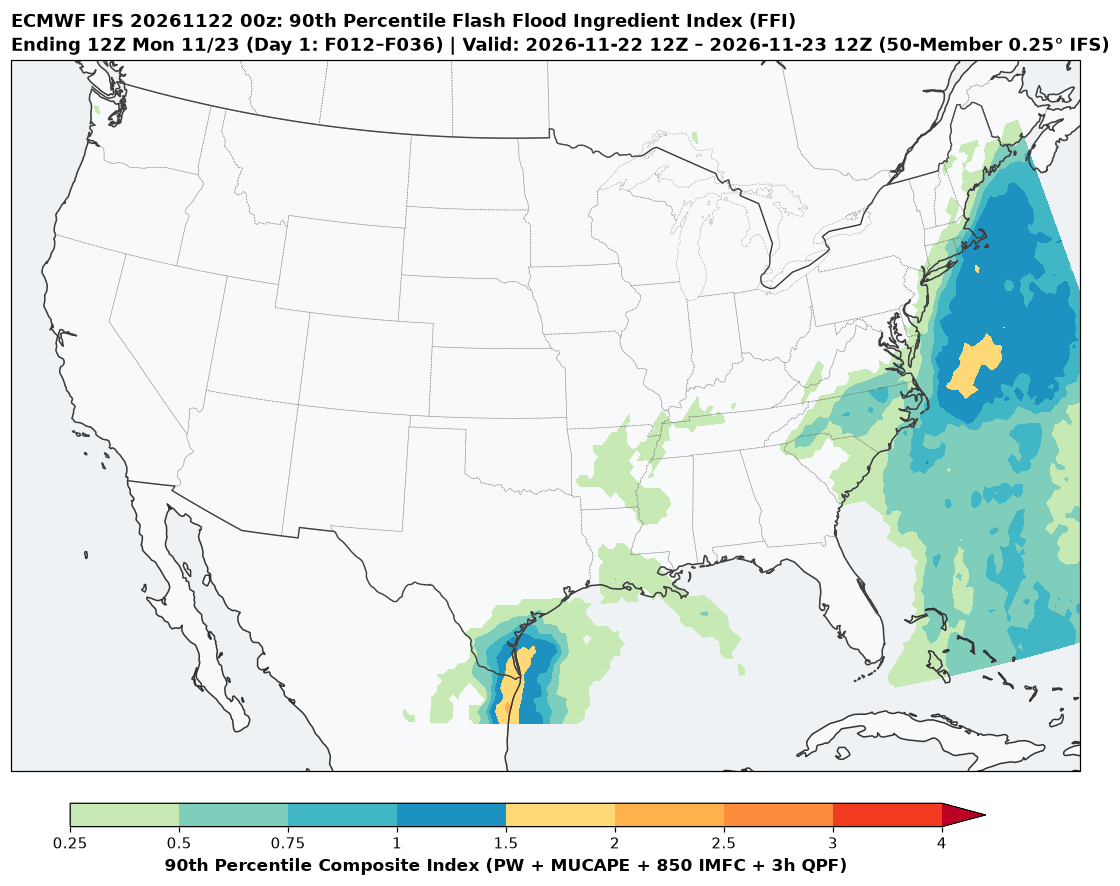 ECMWF IFS 20261122 00z: 90th Percentile Flash Flood Ingredient Index (FFI)
Ending 12Z Mon 11/23 (Day 1: F012–F036) | Valid: 2026-11-22 12Z – 2026-11-23 12Z (50-Member 0.25° IFS)
0.25 0.5 0.75 1 1.5 2 2.5 3 4
90th Percentile Composite Index (PW + MUCAPE + 850 IMFC + 3h QPF)